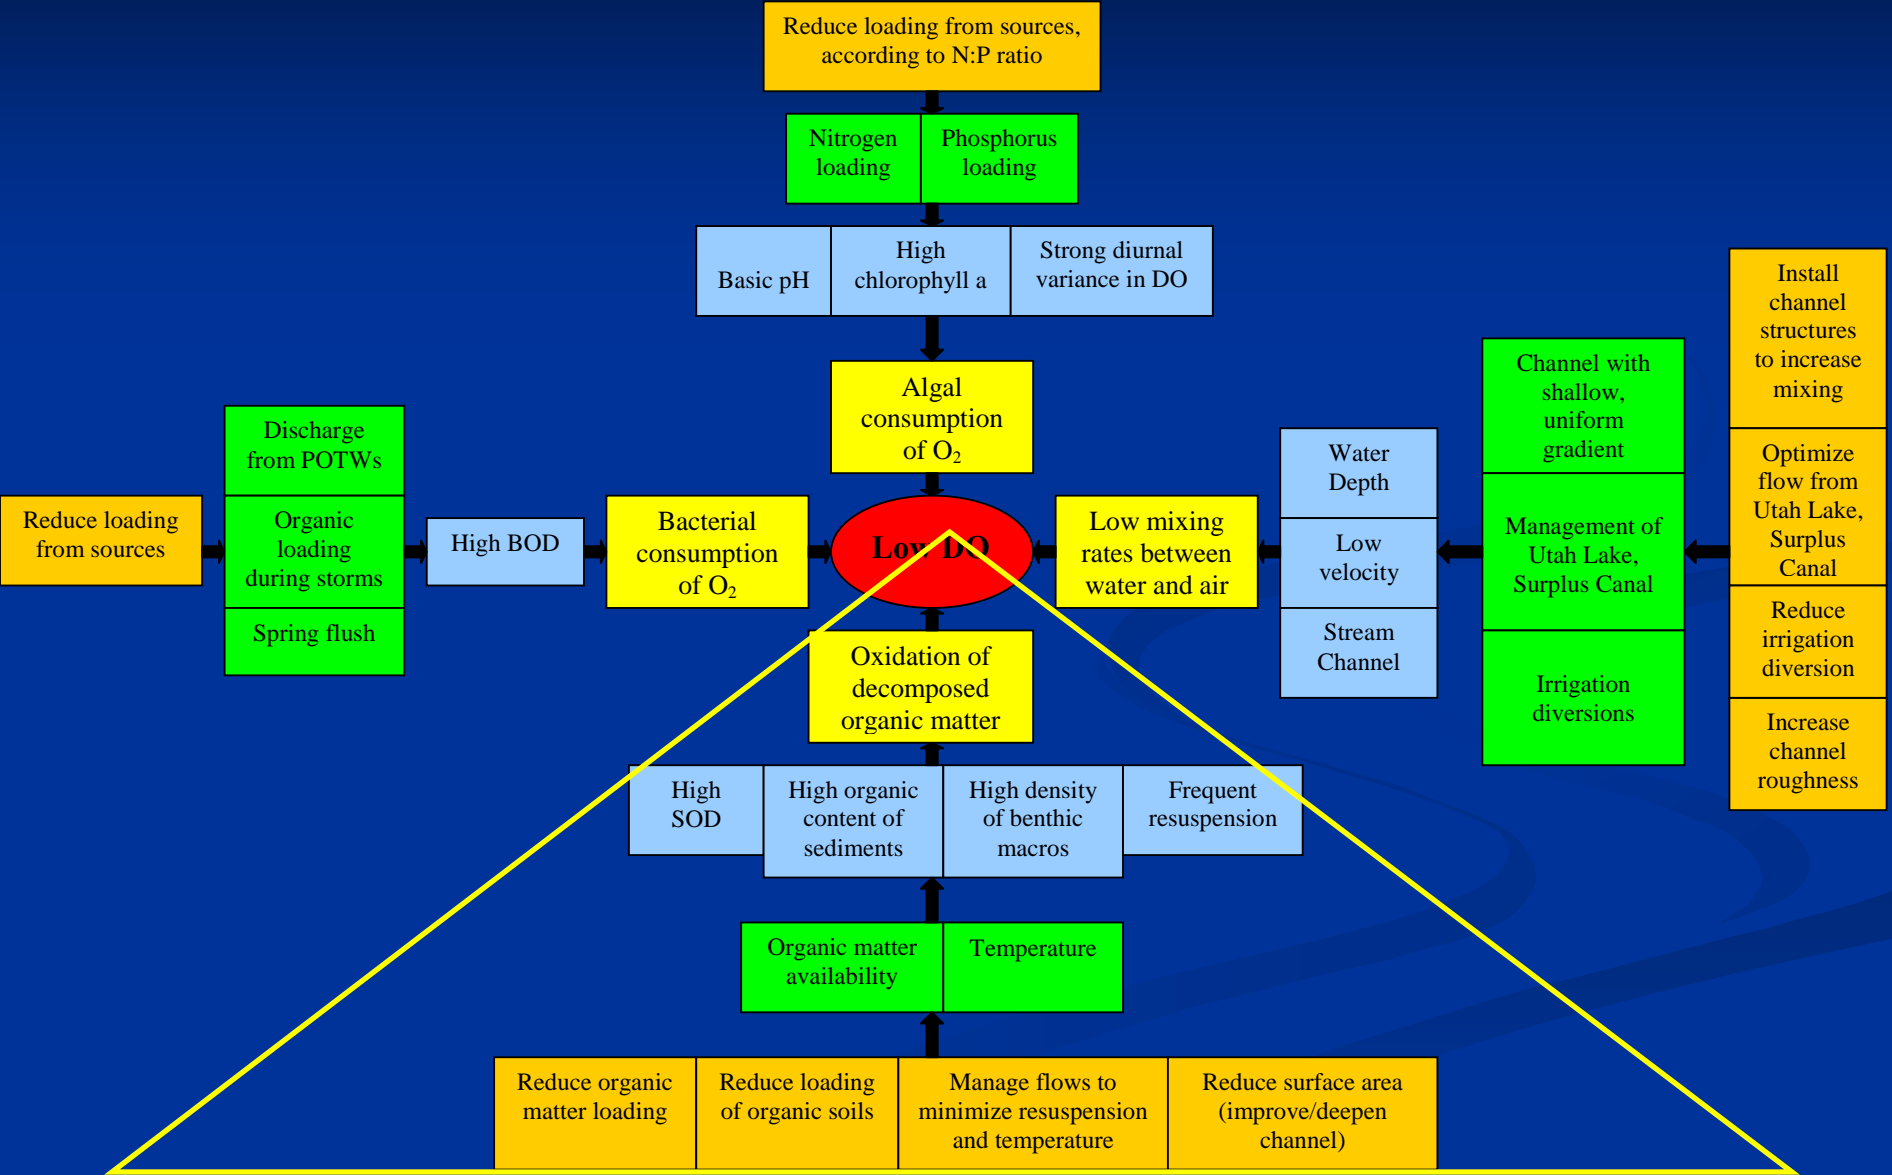 Reduce loading from sources,
according to N:P ratio
Nitrogen
loading
Phosphorus
loading
Basic pH
High
chlorophyll a
Strong diurnal
variance in DO
Algal
consumption
of O₂
Reduce loading
from sources
Discharge
from POTWs
Organic
loading
during storms
Spring flush
High BOD
Bacterial
consumption
of O₂
Low DO
Low mixing
rates between
water and air
Water
Depth
Low
velocity
Stream
Channel
Channel with
shallow,
uniform
gradient
Management of
Utah Lake,
Surplus Canal
Irrigation
diversions
Install
channel
structures
to increase
mixing
Optimize
flow from
Utah Lake,
Surplus
Canal
Reduce
irrigation
diversion
Increase
channel
roughness
Oxidation of
decomposed
organic matter
High
SOD
High organic
content of
sediments
High density
of benthic
macros
Frequent
resuspension
Organic matter
availability
Temperature
Reduce organic
matter loading
Reduce loading
of organic soils
Manage flows to
minimize resuspension
and temperature
Reduce surface area
(improve/deepen
channel)